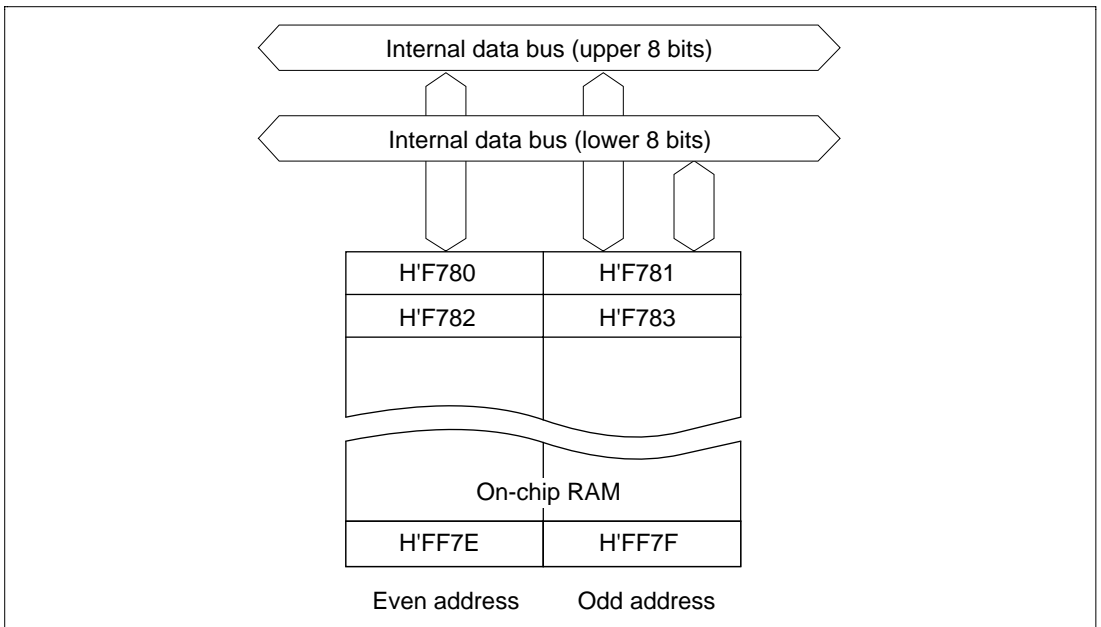 Internal data bus (upper 8 bits)
Internal data bus (lower 8 bits)
H'F780 H'F781
H'F782 H'F783
On-chip RAM
H'FF7E H'FF7F
Even address Odd address